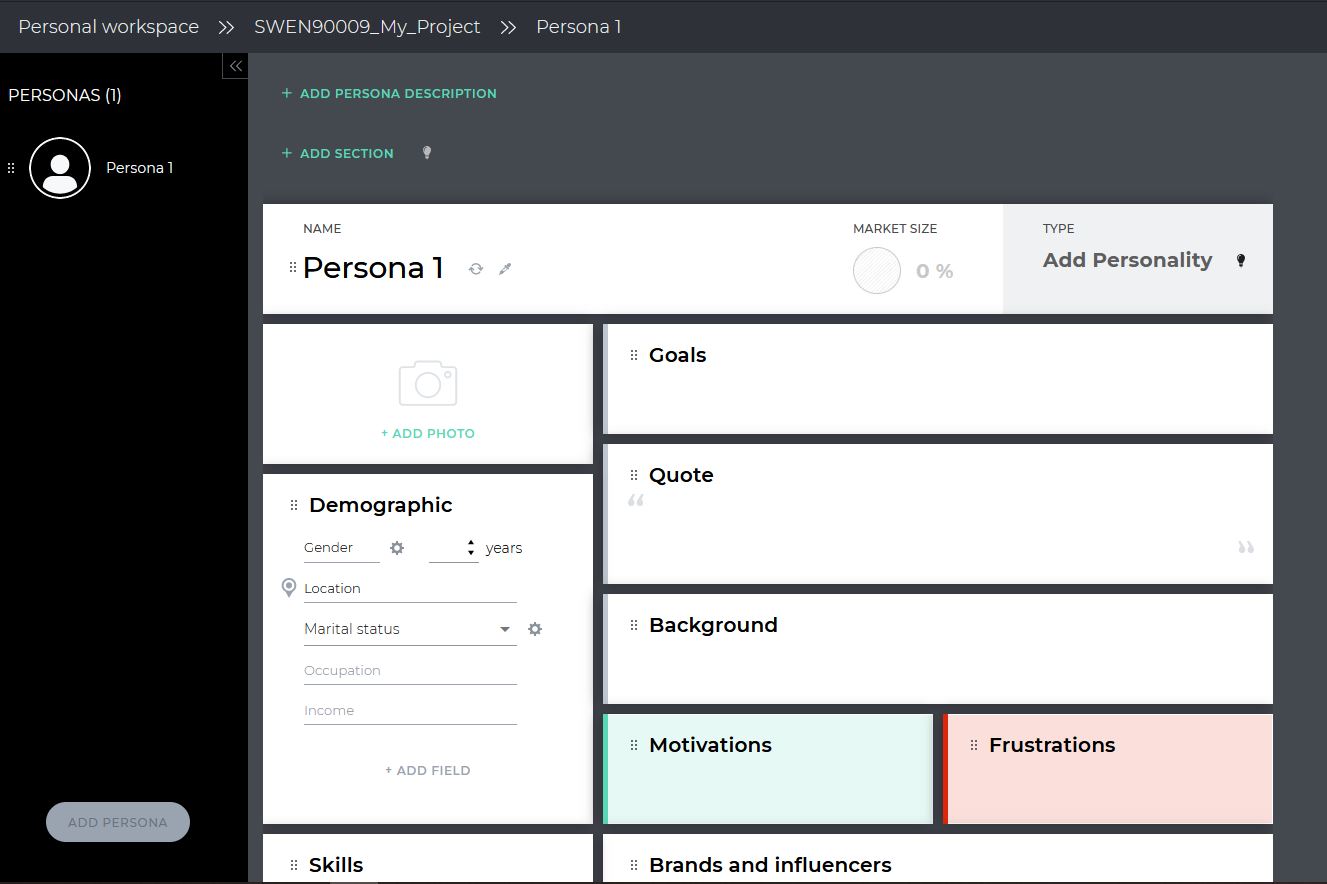 Personal workspace >> SWEN90009_My_Project >> Persona 1
PERSONAS (1)
Persona 1
ADD PERSONA
+ ADD PERSONA DESCRIPTION
+ ADD SECTION
NAME
Persona 1
MARKET SIZE
0 %
TYPE
Add Personality
+ ADD PHOTO
Demographic
Gender
years
Location
Marital status
Occupation
Income
+ ADD FIELD
Skills
Goals
Quote
“
”
Background
Motivations
Frustrations
Brands and influencers